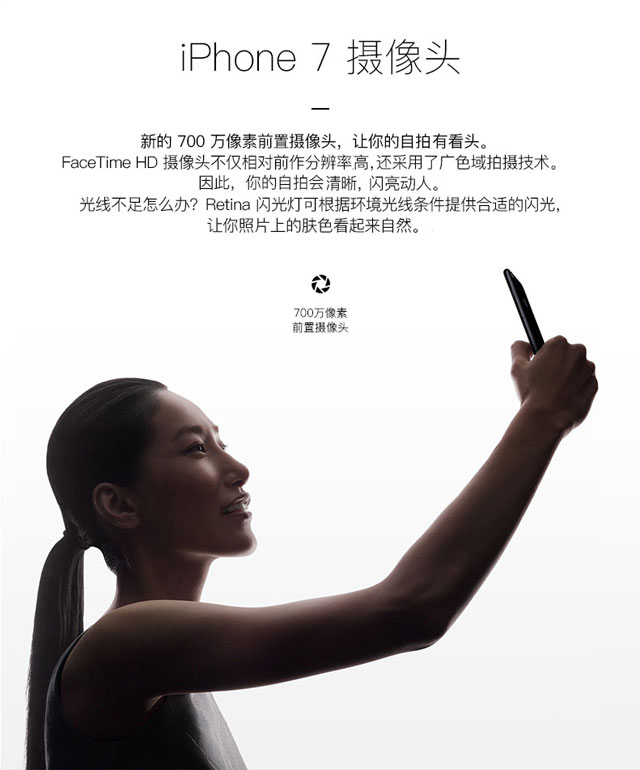 iPhone 7 摄像头
新的 700 万像素前置摄像头，让你的自拍有看头。
FaceTime HD 摄像头不仅相对前作分辨率高,还采用了广色域拍摄技术。
因此，你的自拍会清晰，闪亮动人。
光线不足怎么办？Retina 闪光灯可根据环境光线条件提供合适的闪光，
让你照片上的肤色看起来自然。
700万像素
前置摄像头